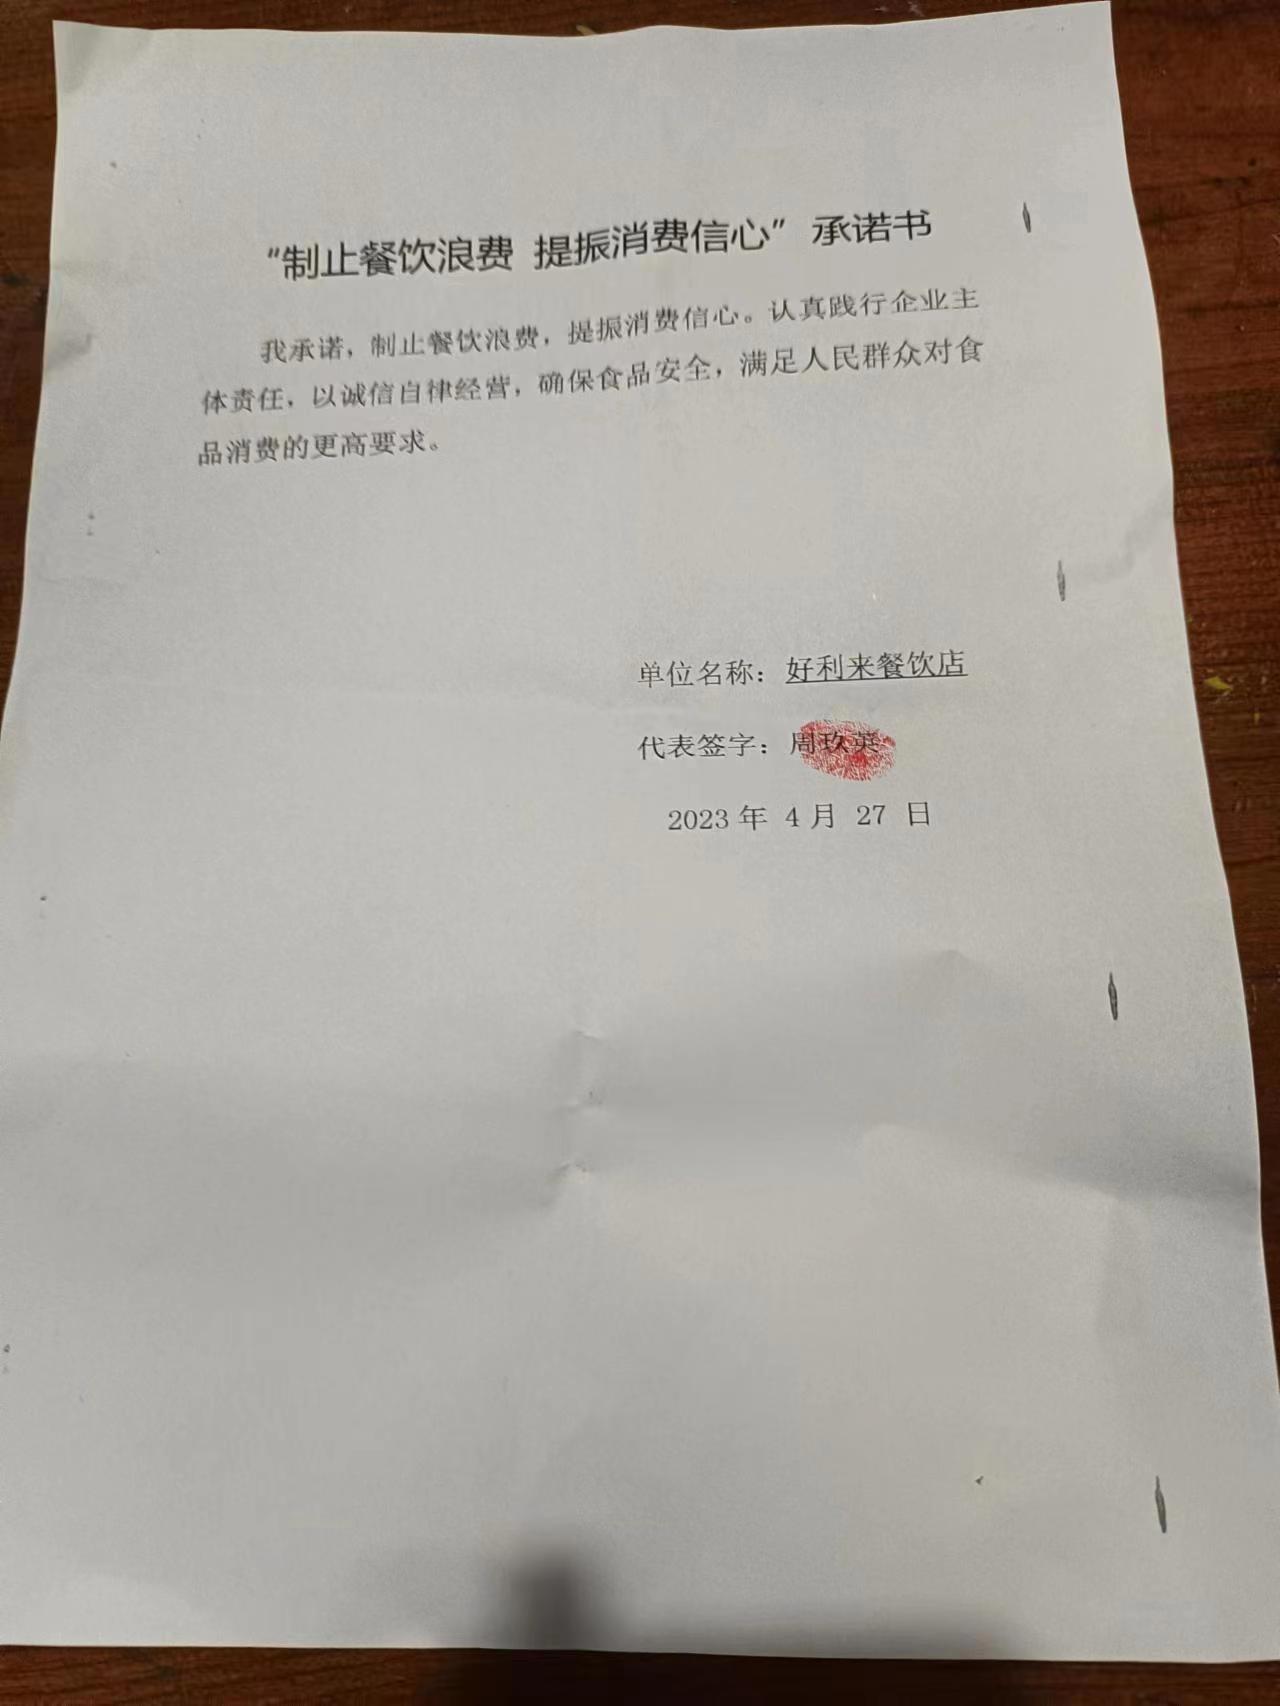 “制止餐饮浪费 提振消费信心”承诺书
我承诺，制止餐饮浪费，提振消费信心。认真践行企业主
体责任，以诚信自律经营，确保食品安全，满足人民群众对食
品消费的更高要求。
单位名称：好利来餐饮店
代表签字：周玖英
2023 年 4 月 27 日